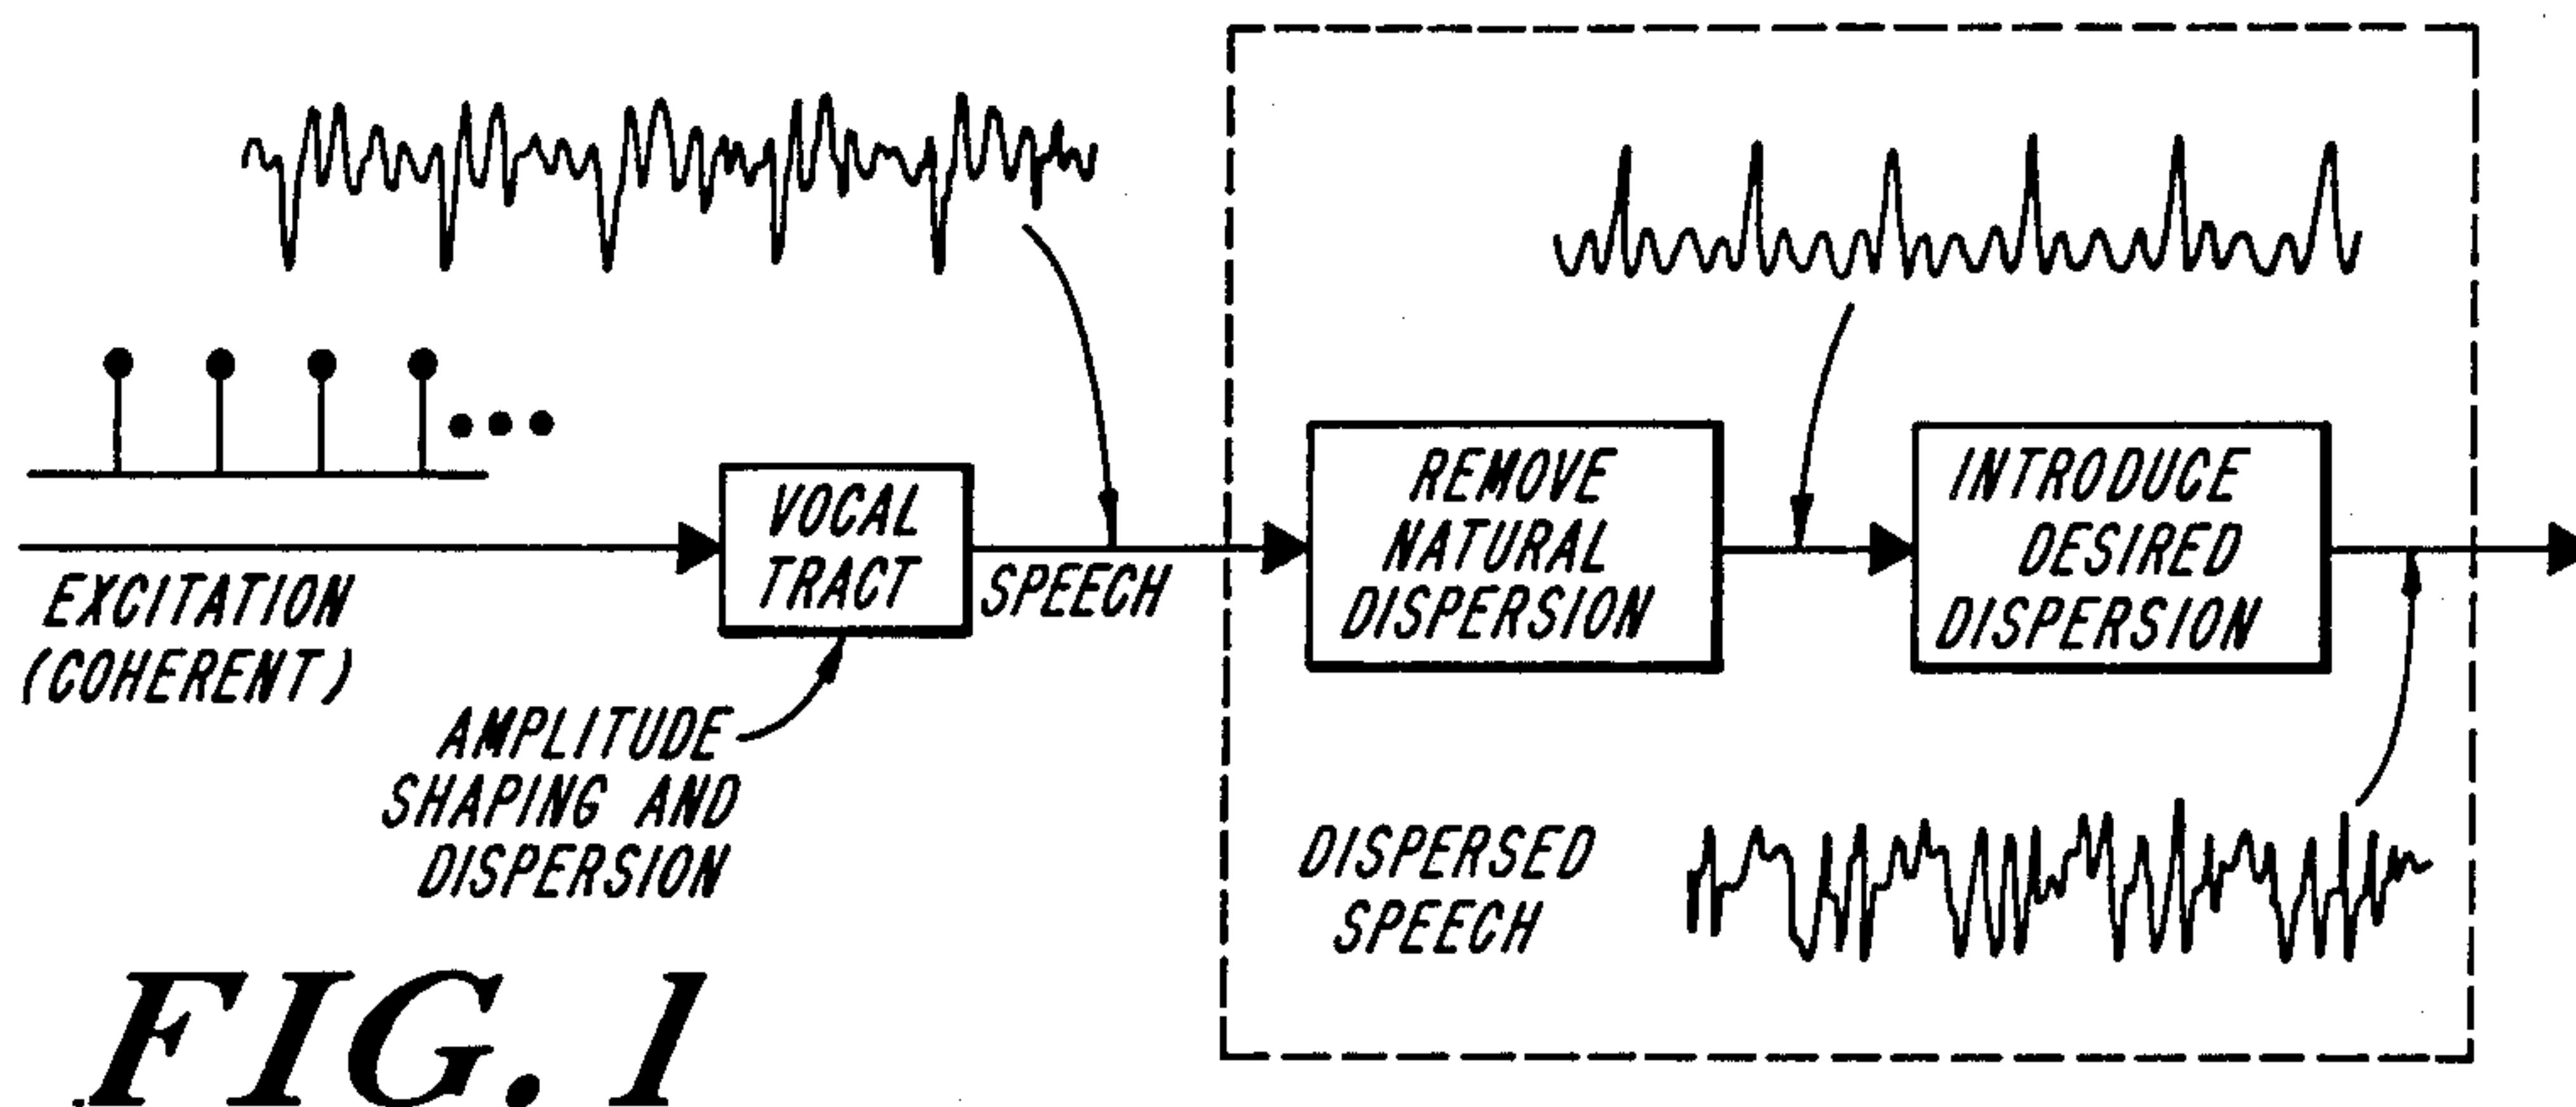 EXCITATION
(COHERENT)
VOCAL
TRACT
AMPLITUDE
SHAPING AND
DISPERSION
SPEECH
REMOVE
NATURAL
DISPERSION
INTRODUCE
DESIRED
DISPERSION
DISPERSED
SPEECH
FIG. 1